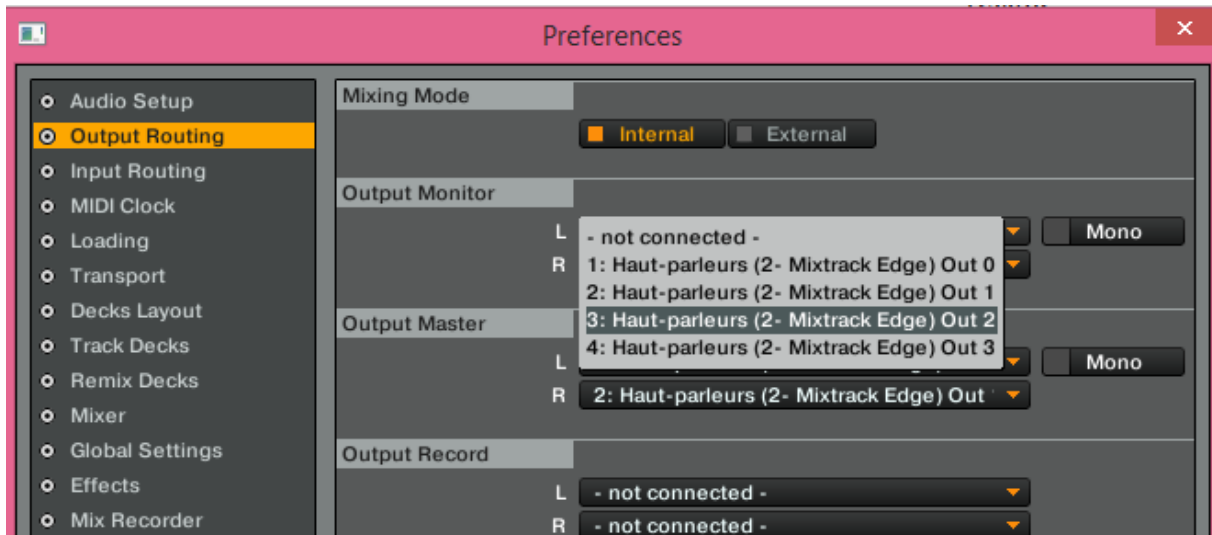 Preferences
Audio Setup
Output Routing
Input Routing
MIDI Clock
Loading
Transport
Decks Layout
Track Decks
Remix Decks
Mixer
Global Settings
Effects
Mix Recorder
Mixing Mode
Internal External
Output Monitor
L
- not connected -
1: Haut-parleurs (2- Mixtrack Edge) Out 0
2: Haut-parleurs (2- Mixtrack Edge) Out 1
3: Haut-parleurs (2- Mixtrack Edge) Out 2
4: Haut-parleurs (2- Mixtrack Edge) Out 3
Mono
R
Output Master
L Mono
R 2: Haut-parleurs (2- Mixtrack Edge) Out
Output Record
L - not connected -
R - not connected -